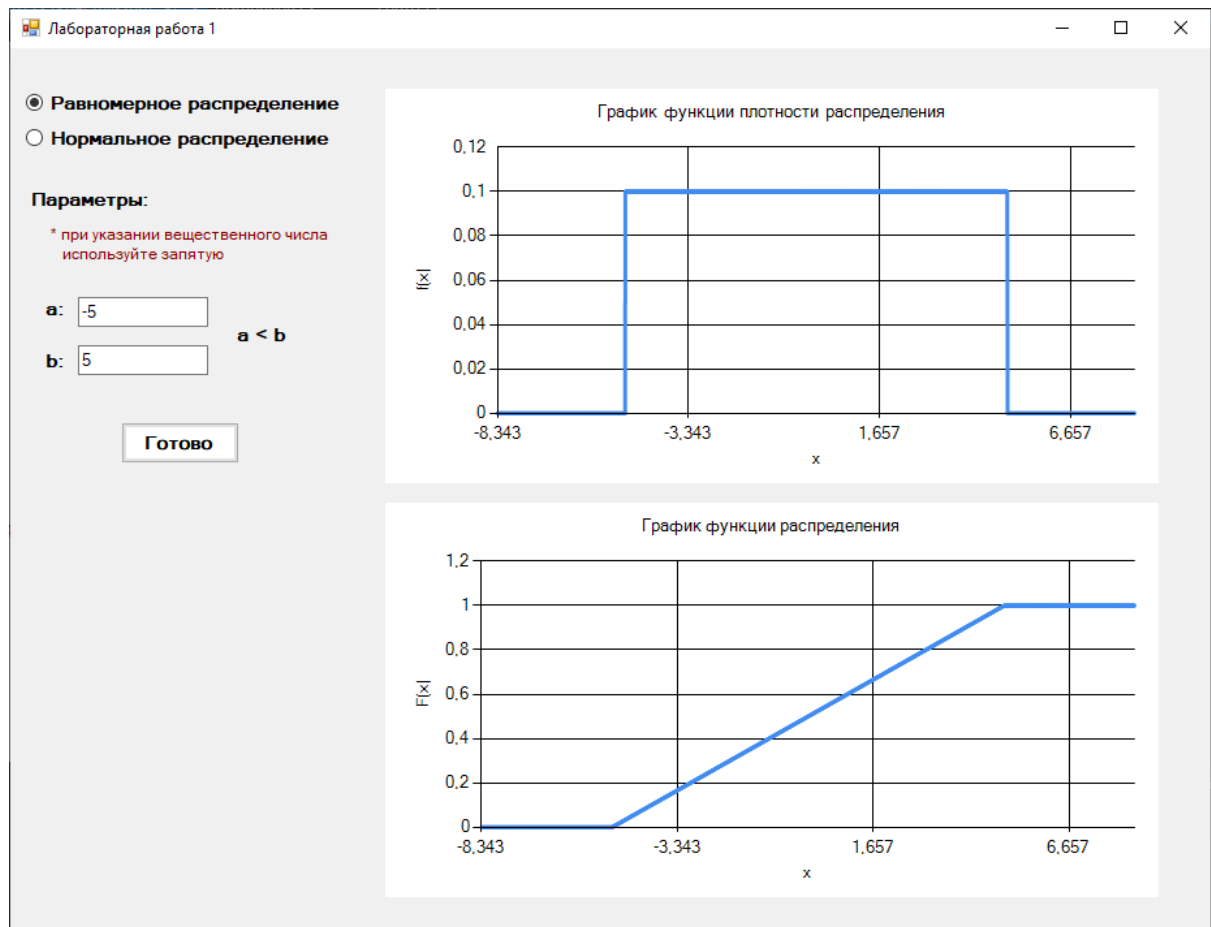 Лабораторная работа 1
Равномерное распределение
Нормальное распределение
Параметры:
* при указании вещественного числа
используйте запятую
a: -5
a < b
b: 5
Готово
График функции плотности распределения
0,12
0,1
0,08
0,06
0,04
0,02
0
f(x)
-8,343 -3,343 1,657 6,657
x
График функции распределения
1,2
1
0,8
0,6
0,4
0,2
0
F(x)
-8,343 -3,343 1,657 6,657
x